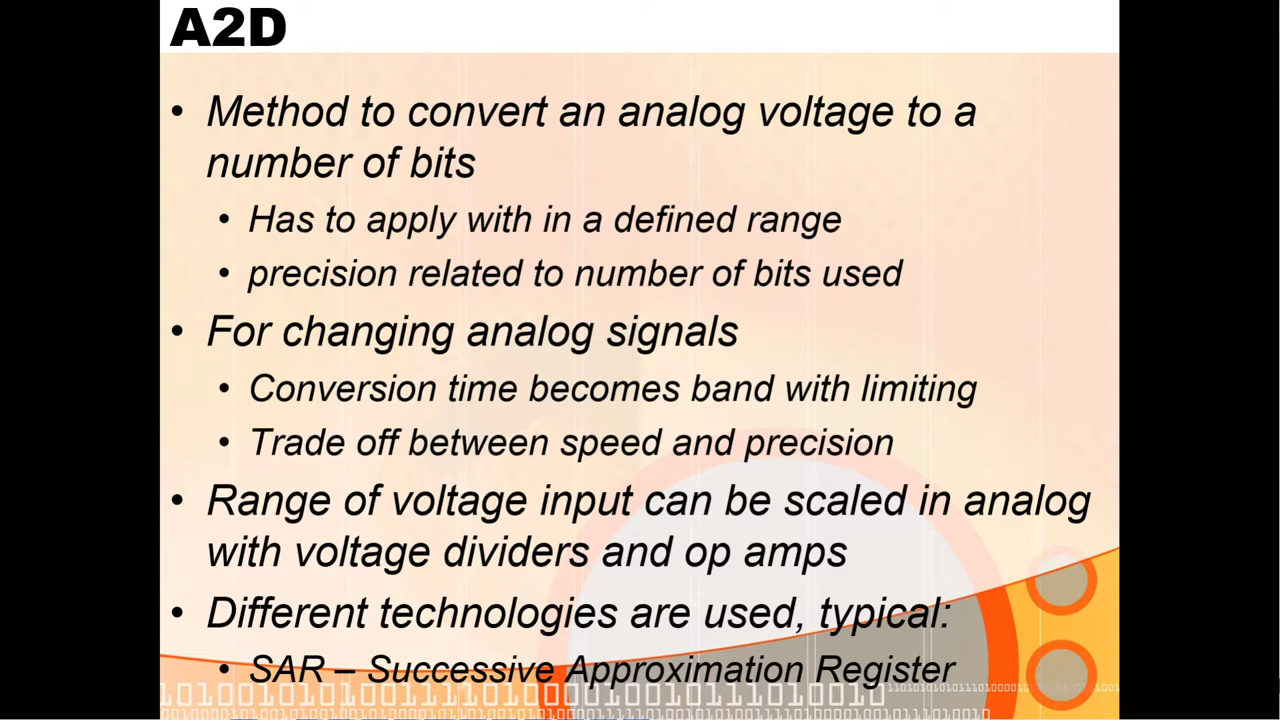 A2D
• Method to convert an analog voltage to a
number of bits
• Has to apply with in a defined range
• precision related to number of bits used
• For changing analog signals
• Conversion time becomes band with limiting
• Trade off between speed and precision
• Range of voltage input can be scaled in analog
with voltage dividers and op amps
• Different technologies are used, typical:
• SAR – Successive Approximation Register